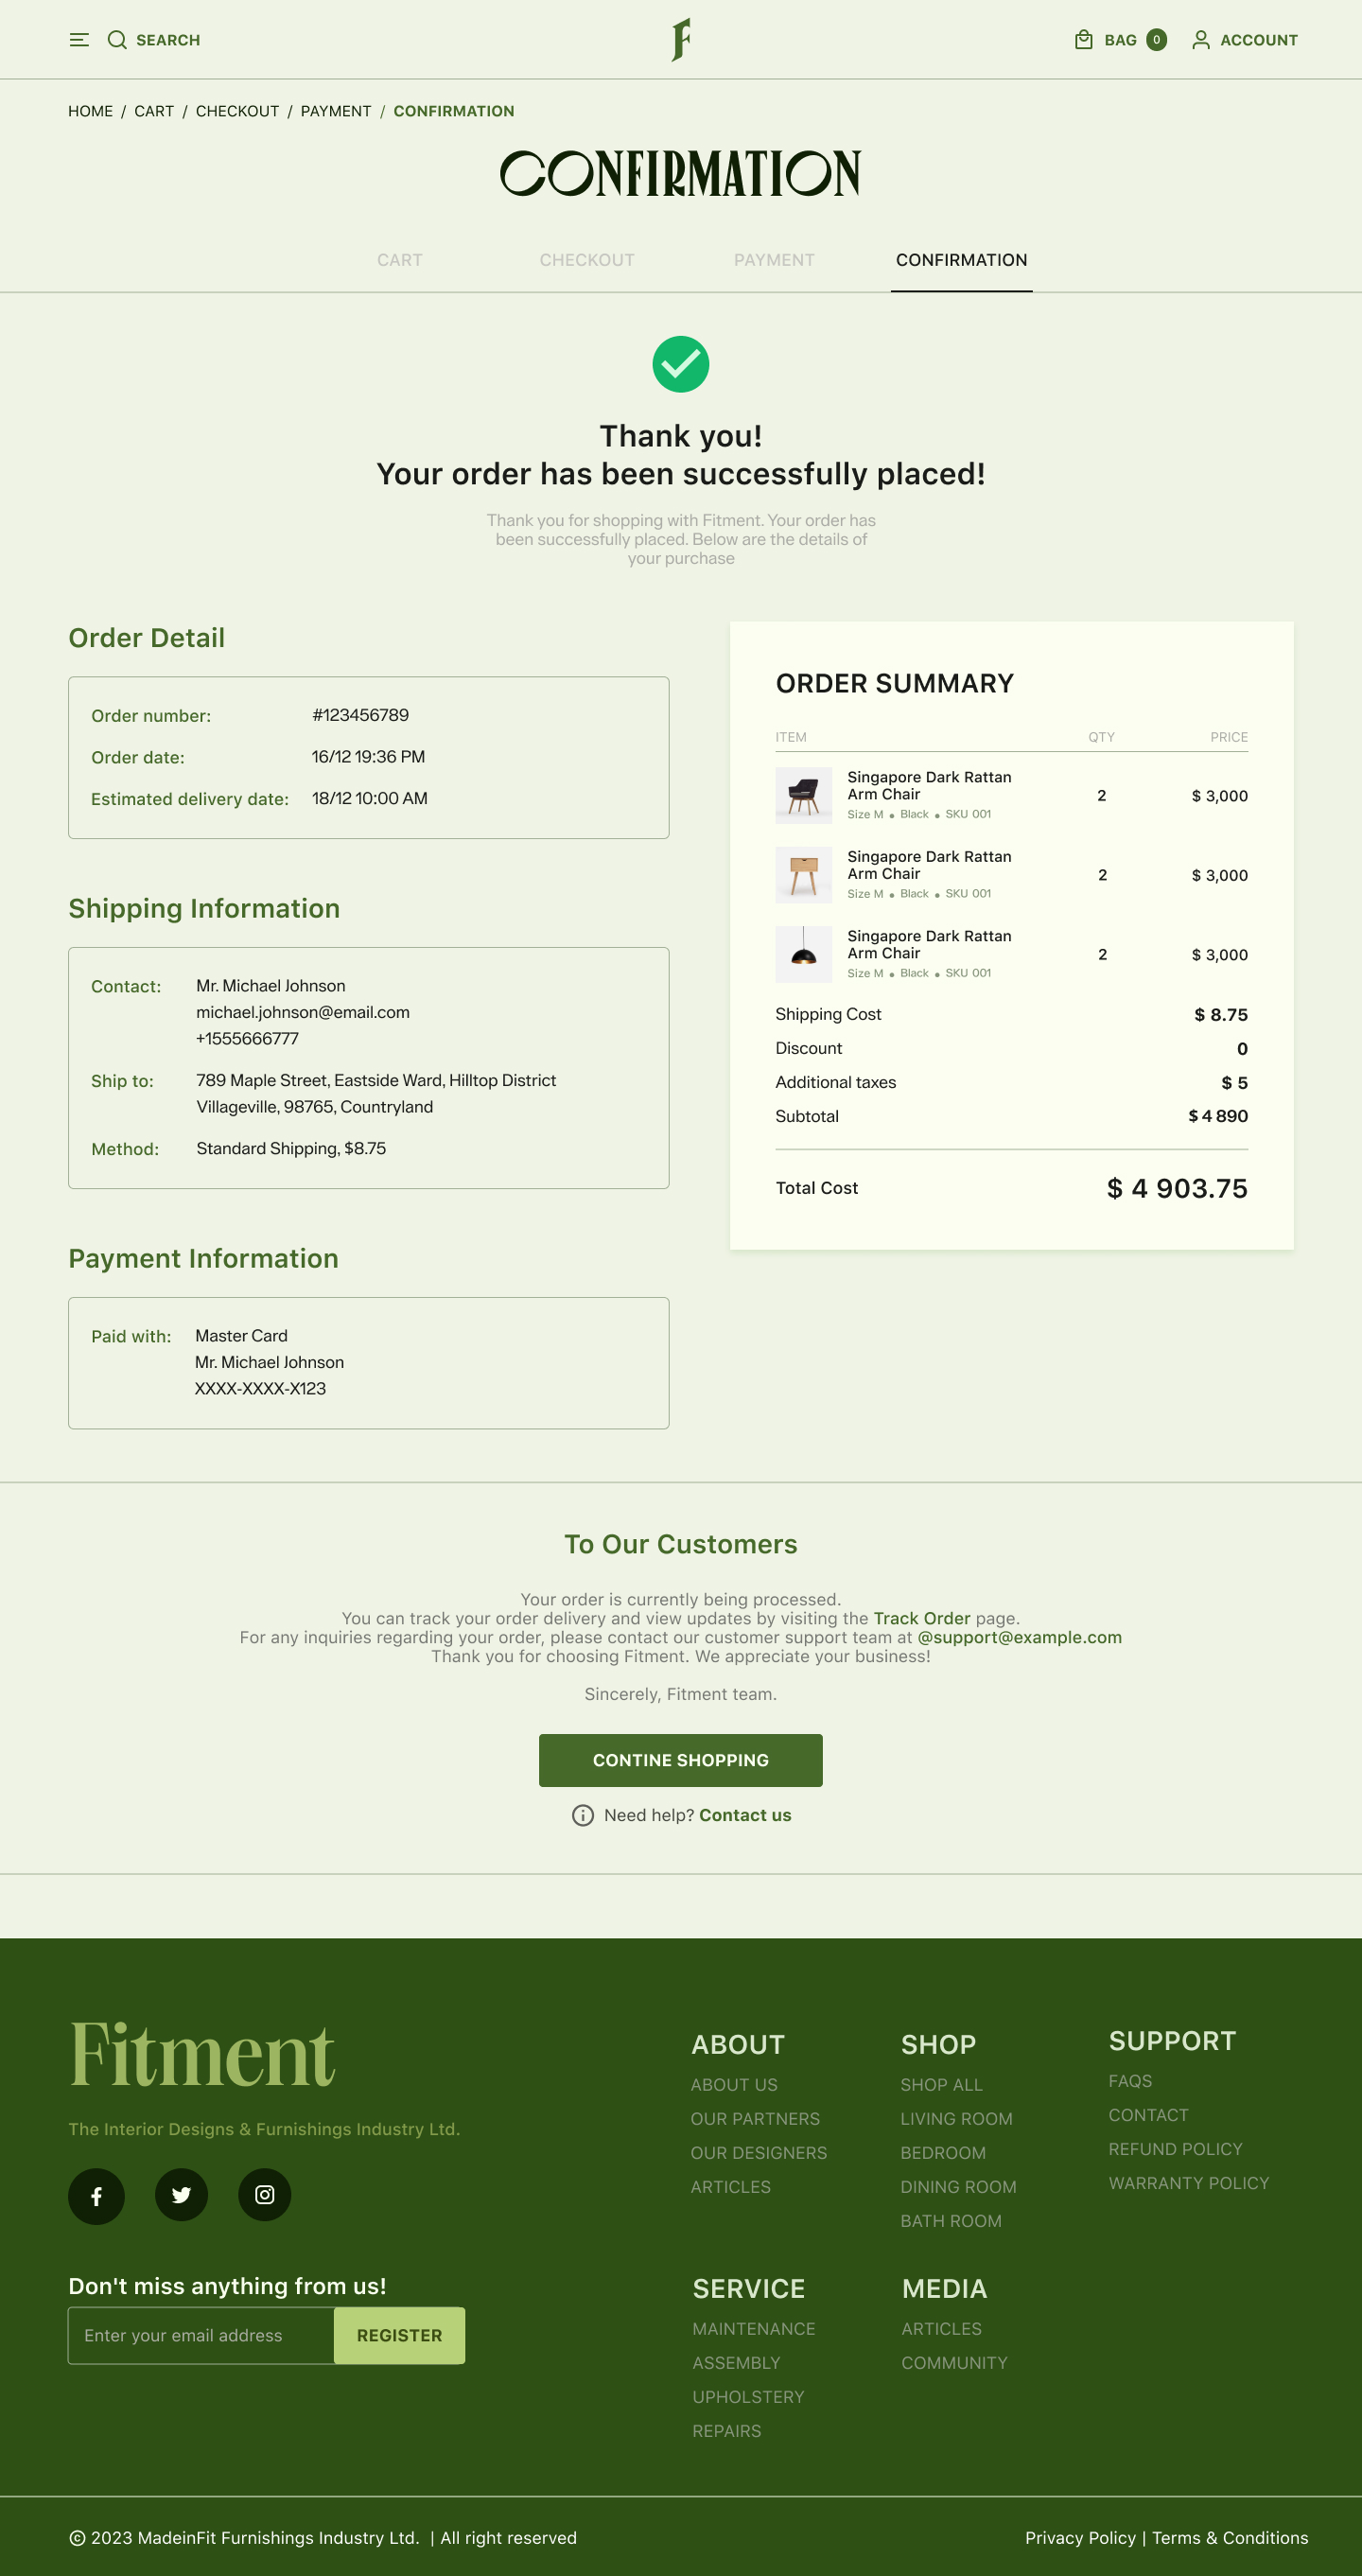 SEARCH
F
BAG 0 ACCOUNT
HOME / CART / CHECKOUT / PAYMENT / CONFIRMATION
CONFIRMATION
CART CHECKOUT PAYMENT CONFIRMATION
Thank you!
Your order has been successfully placed!
Thank you for shopping with Fitment. Your order has
been successfully placed. Below are the details of
your purchase
Order Detail
Order number: #123456789
Order date: 16/12 19:36 PM
Estimated delivery date: 18/12 10:00 AM
Shipping Information
Contact: Mr. Michael Johnson
michael.johnson@email.com
+1555666777
Ship to: 789 Maple Street, Eastside Ward, Hilltop District
Villageville, 98765, Countryland
Method: Standard Shipping, $8.75
Payment Information
Paid with: Master Card
Mr. Michael Johnson
XXXX-XXXX-X123
ORDER SUMMARY
ITEM QTY PRICE
Singapore Dark Rattan
Arm Chair 2 $ 3,000
Size M • Black • SKU 001
Singapore Dark Rattan
Arm Chair 2 $ 3,000
Size M • Black • SKU 001
Singapore Dark Rattan
Arm Chair 2 $ 3,000
Size M • Black • SKU 001
Shipping Cost $ 8.75
Discount 0
Additional taxes $ 5
Subtotal $ 4 890
Total Cost $ 4 903.75
To Our Customers
Your order is currently being processed.
You can track your order delivery and view updates by visiting the Track Order page.
For any inquiries regarding your order, please contact our customer support team at @support@example.com
Thank you for choosing Fitment. We appreciate your business!
Sincerely, Fitment team.
CONTINE SHOPPING
Need help? Contact us
Fitment
The Interior Designs & Furnishings Industry Ltd.
Don't miss anything from us!
Enter your email address REGISTER
ABOUT
ABOUT US
OUR PARTNERS
OUR DESIGNERS
ARTICLES
SHOP
SHOP ALL
LIVING ROOM
BEDROOM
DINING ROOM
BATH ROOM
SUPPORT
FAQS
CONTACT
REFUND POLICY
WARRANTY POLICY
SERVICE
MAINTENANCE
ASSEMBLY
UPHOLSTERY
REPAIRS
MEDIA
ARTICLES
COMMUNITY
© 2023 MadeinFit Furnishings Industry Ltd. | All right reserved
Privacy Policy | Terms & Conditions